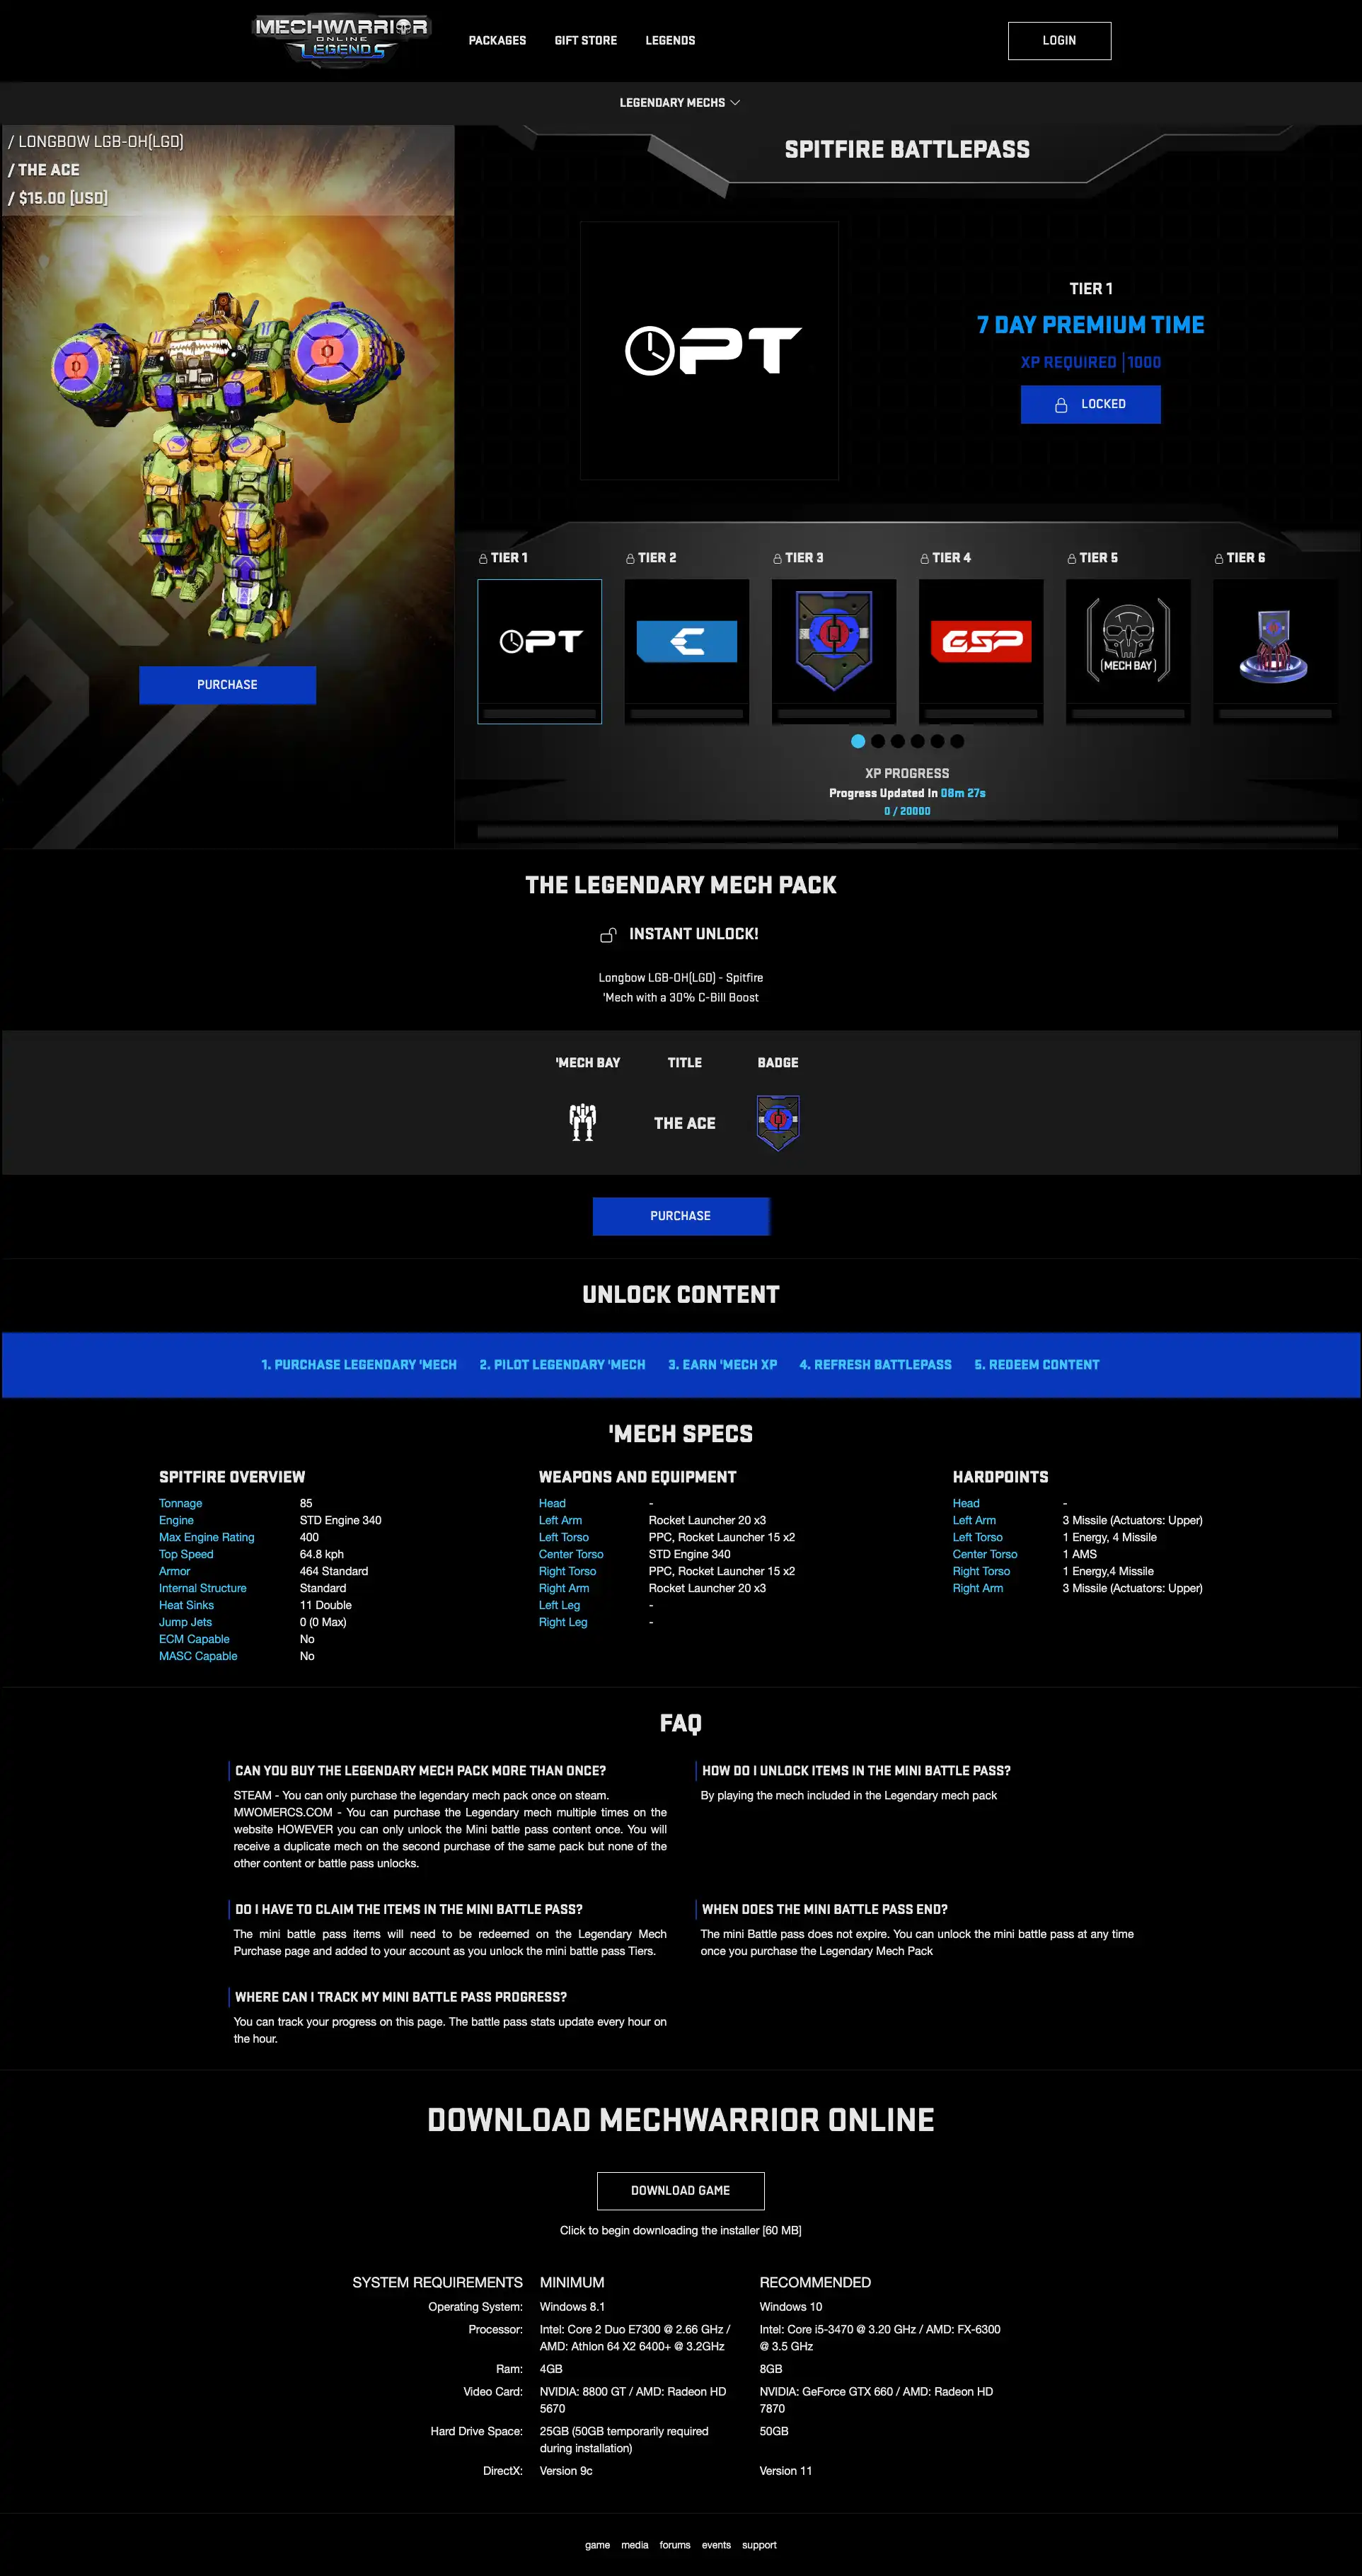 MECHWARRIOR
ONLINE
LEGENDS
PACKAGES
GIFT STORE
LEGENDS
LOGIN
LEGENDARY MECHS
/ LONGBOW LGB-OH(LGD)
/ THE ACE
/ $15.00 [USD]
PURCHASE
SPITFIRE BATTLEPASS
PT
TIER 1
7 DAY PREMIUM TIME
XP REQUIRED | 1000
LOCKED
TIER 1
TIER 2
TIER 3
TIER 4
TIER 5
TIER 6
PT
C
GSP
[MECH BAY]
XP PROGRESS
Progress Updated In 08m 27s
0 / 20000
THE LEGENDARY MECH PACK
INSTANT UNLOCK!
Longbow LGB-OH(LGD) - Spitfire
'Mech with a 30% C-Bill Boost
'MECH BAY
TITLE
BADGE
THE ACE
PURCHASE
UNLOCK CONTENT
1. PURCHASE LEGENDARY 'MECH
2. PILOT LEGENDARY 'MECH
3. EARN 'MECH XP
4. REFRESH BATTLEPASS
5. REDEEM CONTENT
'MECH SPECS
SPITFIRE OVERVIEW
Tonnage 85
Engine STD Engine 340
Max Engine Rating 400
Top Speed 64.8 kph
Armor 464 Standard
Internal Structure Standard
Heat Sinks 11 Double
Jump Jets 0 (0 Max)
ECM Capable No
MASC Capable No
WEAPONS AND EQUIPMENT
Head -
Left Arm Rocket Launcher 20 x3
Left Torso PPC, Rocket Launcher 15 x2
Center Torso STD Engine 340
Right Torso PPC, Rocket Launcher 15 x2
Right Arm Rocket Launcher 20 x3
Left Leg -
Right Leg -
HARDPOINTS
Head -
Left Arm 3 Missile (Actuators: Upper)
Left Torso 1 Energy, 4 Missile
Center Torso 1 AMS
Right Torso 1 Energy,4 Missile
Right Arm 3 Missile (Actuators: Upper)
FAQ
CAN YOU BUY THE LEGENDARY MECH PACK MORE THAN ONCE?
STEAM - You can only purchase the legendary mech pack once on steam.
MWOMERCS.COM - You can purchase the Legendary mech multiple times on the
website HOWEVER you can only unlock the Mini battle pass content once. You will
receive a duplicate mech on the second purchase of the same pack but none of the
other content or battle pass unlocks.
HOW DO I UNLOCK ITEMS IN THE MINI BATTLE PASS?
By playing the mech included in the Legendary mech pack
DO I HAVE TO CLAIM THE ITEMS IN THE MINI BATTLE PASS?
The mini battle pass items will need to be redeemed on the Legendary Mech
Purchase page and added to your account as you unlock the mini battle pass Tiers.
WHEN DOES THE MINI BATTLE PASS END?
The mini Battle pass does not expire. You can unlock the mini battle pass at any time
once you purchase the Legendary Mech Pack
WHERE CAN I TRACK MY MINI BATTLE PASS PROGRESS?
You can track your progress on this page. The battle pass stats update every hour on
the hour.
DOWNLOAD MECHWARRIOR ONLINE
DOWNLOAD GAME
Click to begin downloading the installer [60 MB]
SYSTEM REQUIREMENTS MINIMUM RECOMMENDED
Operating System: Windows 8.1 Windows 10
Processor: Intel: Core 2 Duo E7300 @ 2.66 GHz / Intel: Core i5-3470 @ 3.20 GHz / AMD: FX-6300
AMD: Athlon 64 X2 6400+ @ 3.2GHz @ 3.5 GHz
Ram: 4GB 8GB
Video Card: NVIDIA: 8800 GT / AMD: Radeon HD NVIDIA: GeForce GTX 660 / AMD: Radeon HD
5670 7870
Hard Drive Space: 25GB (50GB temporarily required 50GB
during installation)
DirectX: Version 9c Version 11
game media forums events support